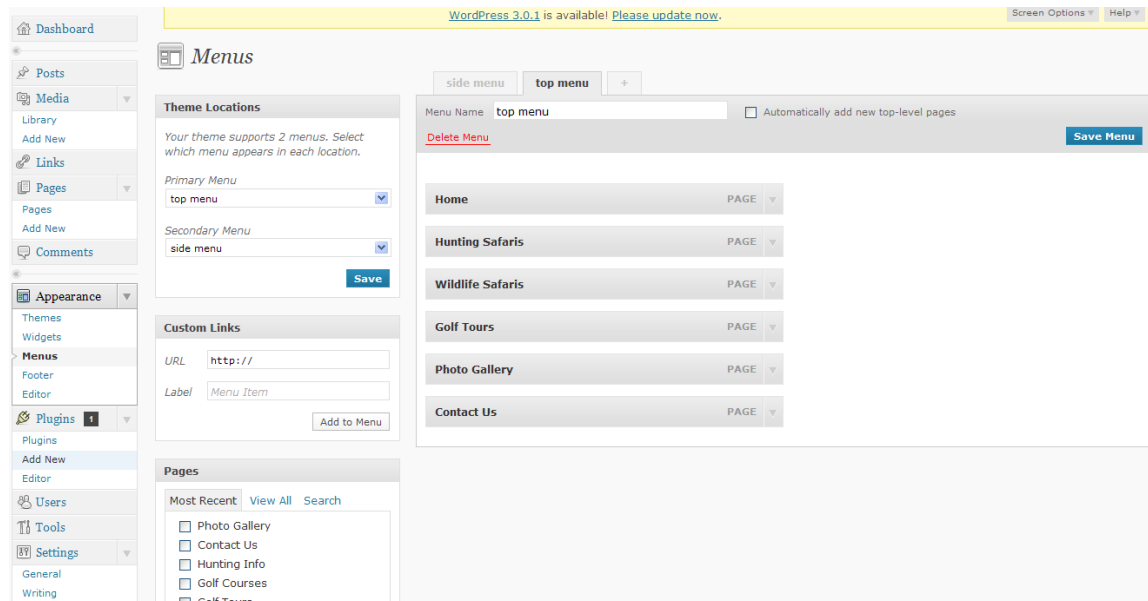 WordPress 3.0.1 is available! Please update now.
Screen Options
Help
Dashboard
Posts
Media
Library
Add New
Links
Pages
Pages
Add New
Comments
Appearance
Themes
Widgets
Menus
Footer
Editor
Plugins 1
Plugins
Add New
Editor
Users
Tools
Settings
General
Writing
Menus
Theme Locations
Your theme supports 2 menus. Select
which menu appears in each location.
Primary Menu
top menu
Secondary Menu
side menu
Save
Custom Links
URL http://
Label Menu Item
Add to Menu
Pages
Most Recent View All Search
Photo Gallery
Contact Us
Hunting Info
Golf Courses
Golf Tours
side menu top menu +
Menu Name top menu Automatically add new top-level pages
Delete Menu
Save Menu
Home PAGE
Hunting Safaris PAGE
Wildlife Safaris PAGE
Golf Tours PAGE
Photo Gallery PAGE
Contact Us PAGE